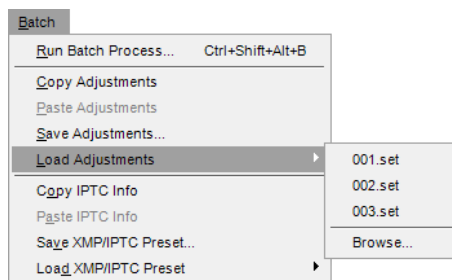 Batch
Run Batch Process... Ctrl+Shift+Alt+B
Copy Adjustments
Paste Adjustments
Save Adjustments...
Load Adjustments
001.set
002.set
003.set
Browse...
Copy IPTC Info
Paste IPTC Info
Save XMP/IPTC Preset...
Load XMP/IPTC Preset